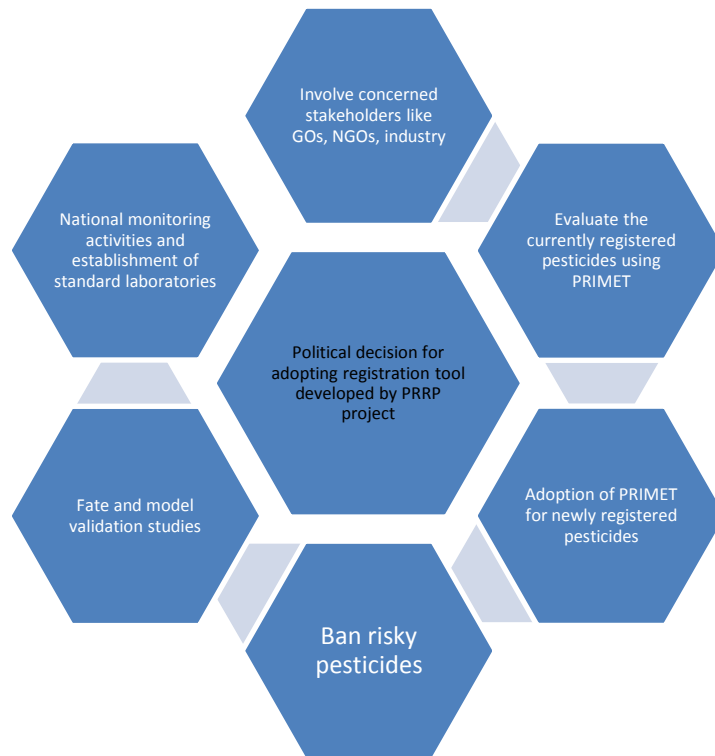 Involve concerned
stakeholders like
GOs, NGOs, industry
National monitoring
activities and
establishment of
standard laboratories
Evaluate the
currently registered
pesticides using
PRIMET
Political decision for
adopting registration tool
developed by PRRP
project
Fate and model
validation studies
Adoption of PRIMET
for newly registered
pesticides
Ban risky
pesticides